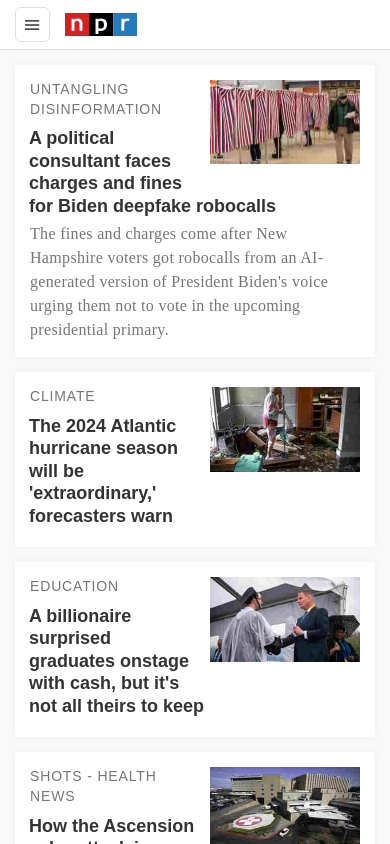 npr
UNTANGLING
DISINFORMATION
A political
consultant faces
charges and fines
for Biden deepfake robocalls
The fines and charges come after New
Hampshire voters got robocalls from an AI-
generated version of President Biden's voice
urging them not to vote in the upcoming
presidential primary.
CLIMATE
The 2024 Atlantic
hurricane season
will be
'extraordinary,'
forecasters warn
EDUCATION
A billionaire
surprised
graduates onstage
with cash, but it's
not all theirs to keep
SHOTS - HEALTH
NEWS
How the Ascension